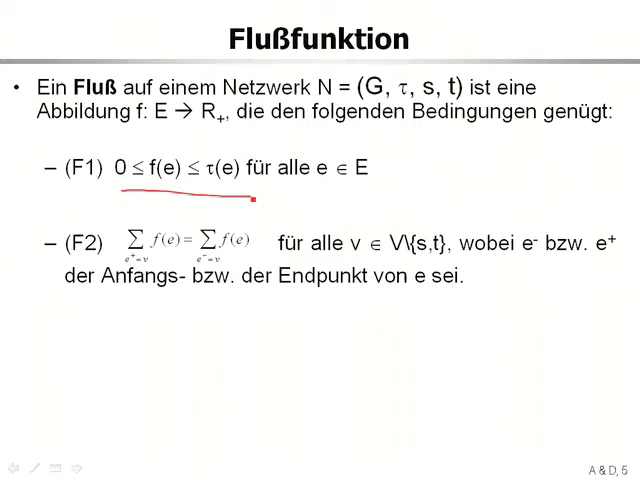 Flußfunktion
• Ein Fluß auf einem Netzwerk N = (G, τ, s, t) ist eine
Abbildung f: E → R₊, die den folgenden Bedingungen genügt:
– (F1) 0 ≤ f(e) ≤ τ(e) für alle e ∈ E
– (F2) ∑_{e⁺=v} f(e) = ∑_{e⁻=v} f(e) für alle v ∈ V\{s,t}, wobei e⁻ bzw. e⁺
der Anfangs- bzw. der Endpunkt von e sei.
A & D, 5